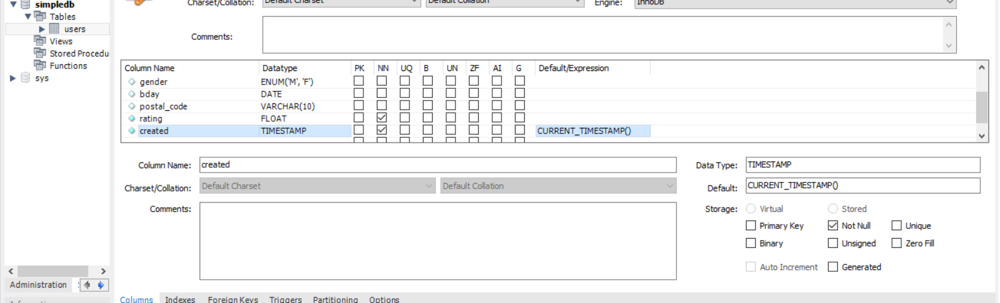 simpledb
Tables
users
Views
Stored Procedu
Functions
sys
Charset/Collation: Default Charset Default Collation Engine: InnoDB
Comments:
Column Name Datatype PK NN UQ B UN ZF AI G Default/Expression
gender ENUM('M', 'F')
bday DATE
postal_code VARCHAR(10)
rating FLOAT
created TIMESTAMP CURRENT_TIMESTAMP()
Column Name: created Data Type: TIMESTAMP
Charset/Collation: Default Charset Default Collation Default: CURRENT_TIMESTAMP()
Comments: Storage: Virtual Stored
Primary Key Not Null Unique
Binary Unsigned Zero Fill
Auto Increment Generated
Administration
Columns Indexes Foreign Keys Triggers Partitioning Options